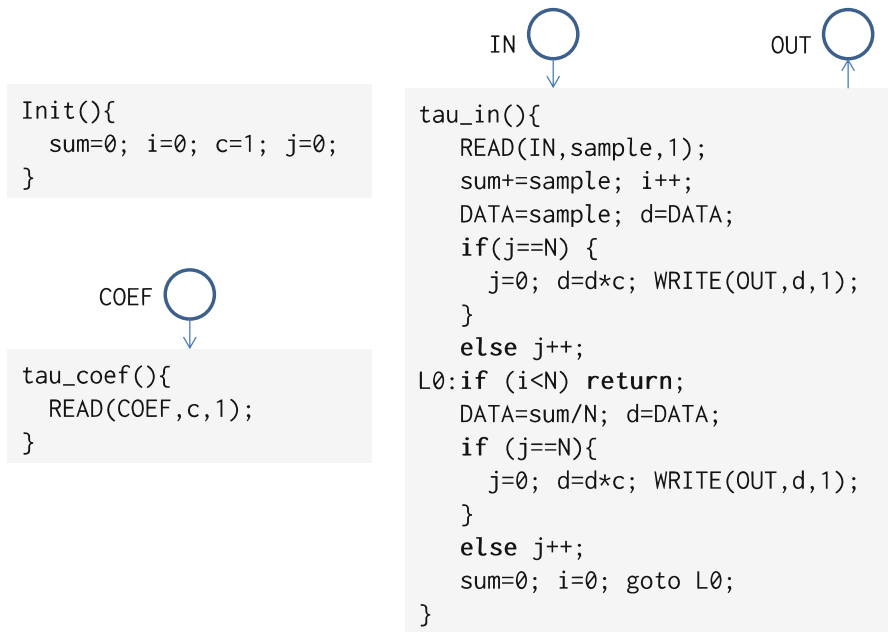 Init(){
sum=0; i=0; c=1; j=0;
}
COEF
tau_coef(){
READ(COEF,c,1);
}
IN
OUT
tau_in(){
READ(IN,sample,1);
sum+=sample; i++;
DATA=sample; d=DATA;
if(j==N) {
j=0; d=d*c; WRITE(OUT,d,1);
}
else j++;
L0:if (i<N) return;
DATA=sum/N; d=DATA;
if (j==N){
j=0; d=d*c; WRITE(OUT,d,1);
}
else j++;
sum=0; i=0; goto L0;
}